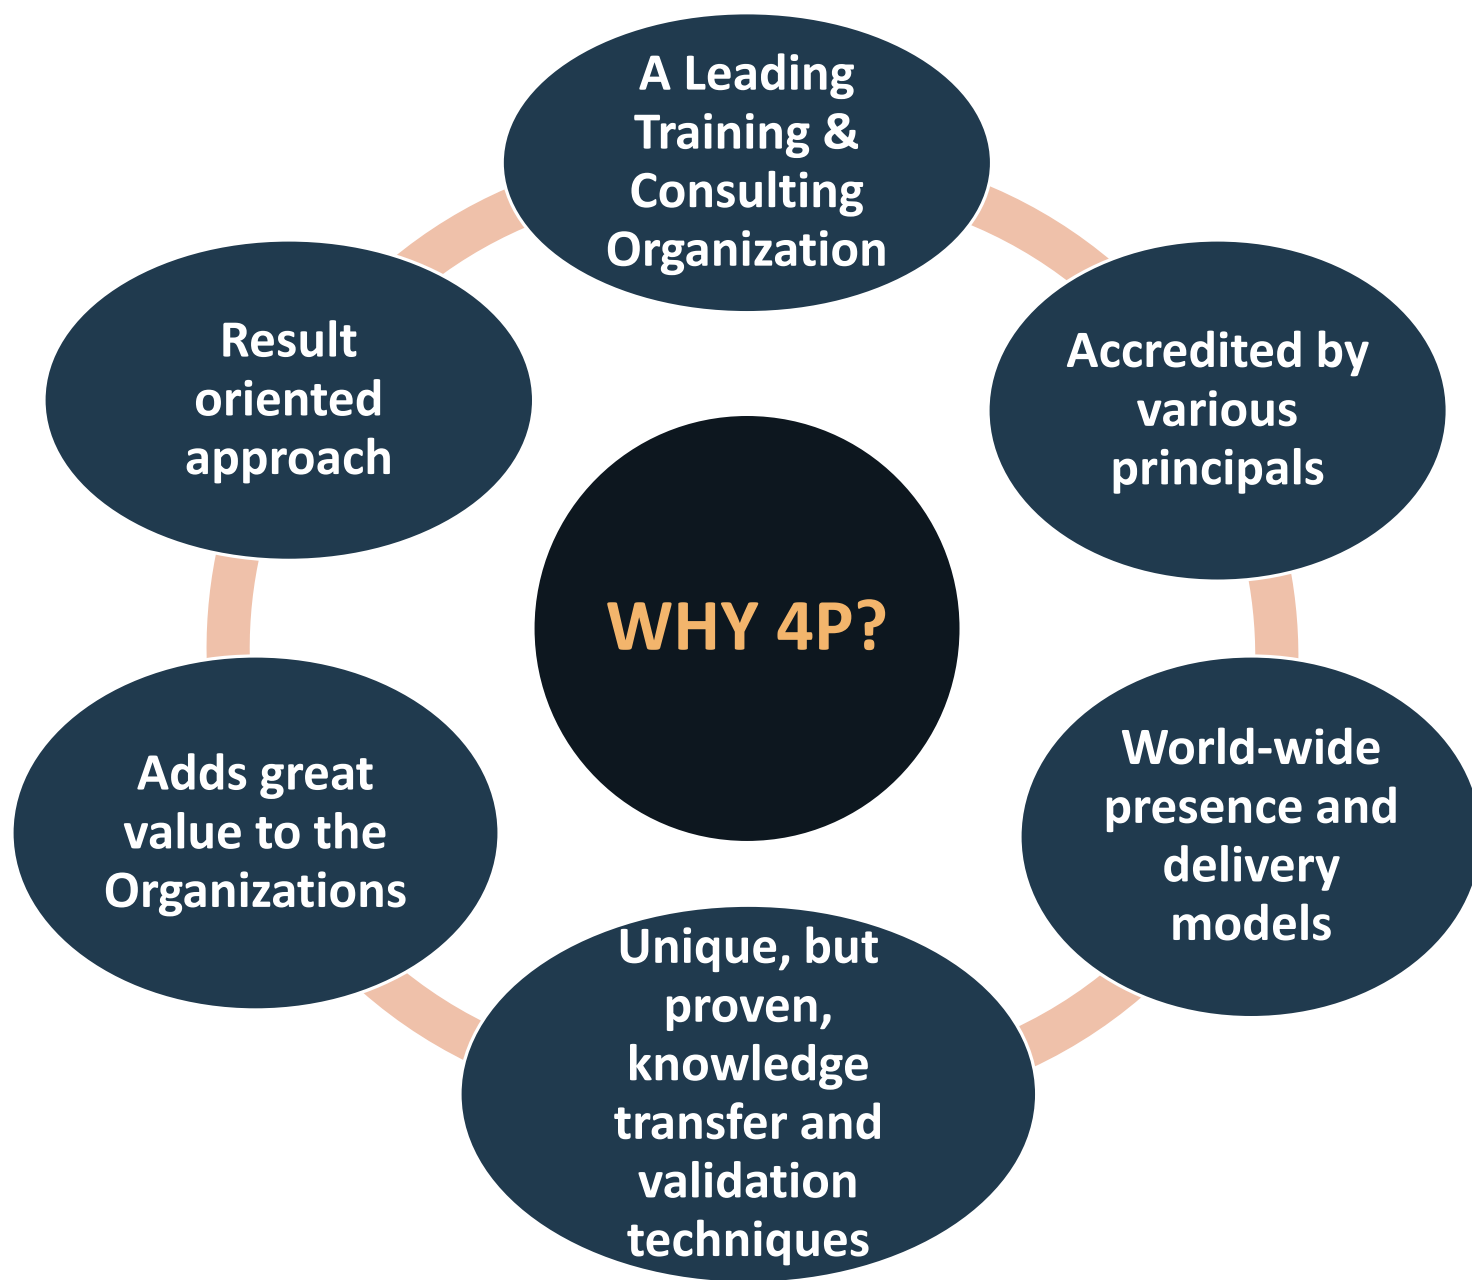 A Leading
Training &
Consulting
Organization
Accredited by
various
principals
World-wide
presence and
delivery
models
Unique, but
proven,
knowledge
transfer and
validation
techniques
Adds great
value to the
Organizations
Result
oriented
approach
WHY 4P?